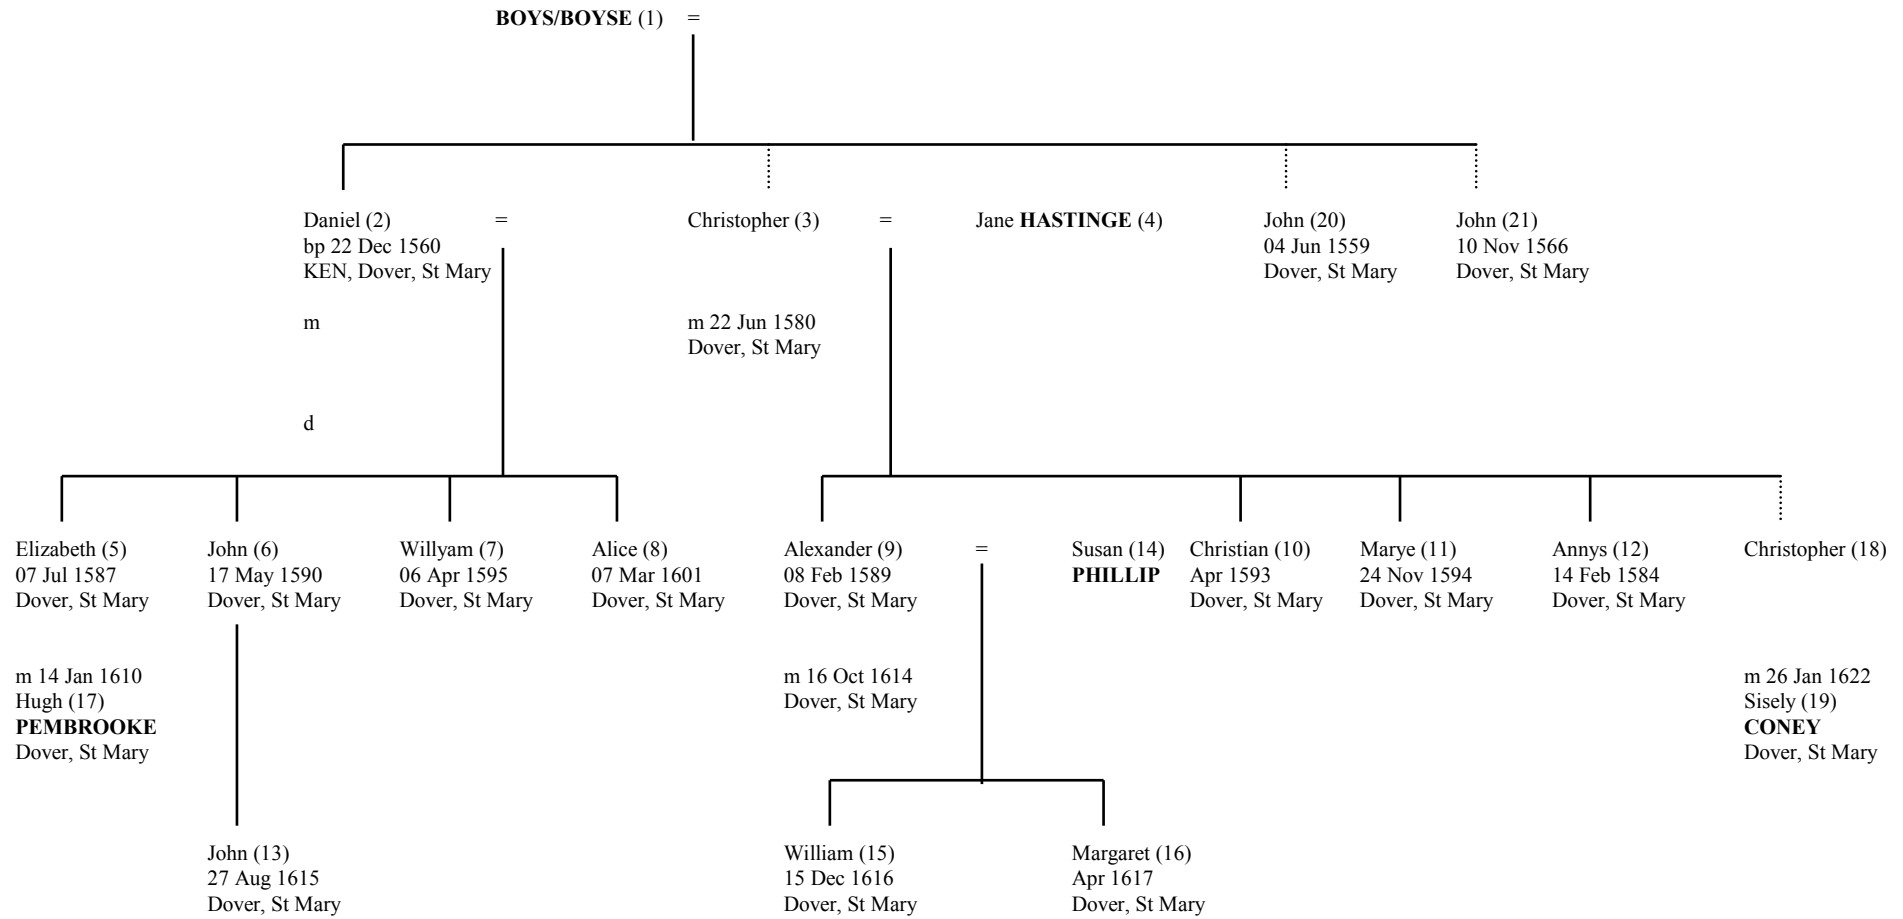 BOYS/BOYSE (1) =
Daniel (2) = Christopher (3) = Jane HASTINGE (4) John (20) John (21)
bp 22 Dec 1560 04 Jun 1559 10 Nov 1566
KEN, Dover, St Mary Dover, St Mary Dover, St Mary
m m 22 Jun 1580
Dover, St Mary
d
Elizabeth (5) John (6) Willyam (7) Alice (8) Alexander (9) = Susan (14) Christian (10) Marye (11) Annys (12) Christopher (18)
07 Jul 1587 17 May 1590 06 Apr 1595 07 Mar 1601 08 Feb 1589 PHILLIP Apr 1593 24 Nov 1594 14 Feb 1584
Dover, St Mary Dover, St Mary Dover, St Mary Dover, St Mary Dover, St Mary Dover, St Mary Dover, St Mary Dover, St Mary
m 14 Jan 1610 m 16 Oct 1614 m 26 Jan 1622
Hugh (17) Dover, St Mary Sisely (19)
PEMBROOKE CONEY
Dover, St Mary Dover, St Mary
John (13) William (15) Margaret (16)
27 Aug 1615 15 Dec 1616 Apr 1617
Dover, St Mary Dover, St Mary Dover, St Mary